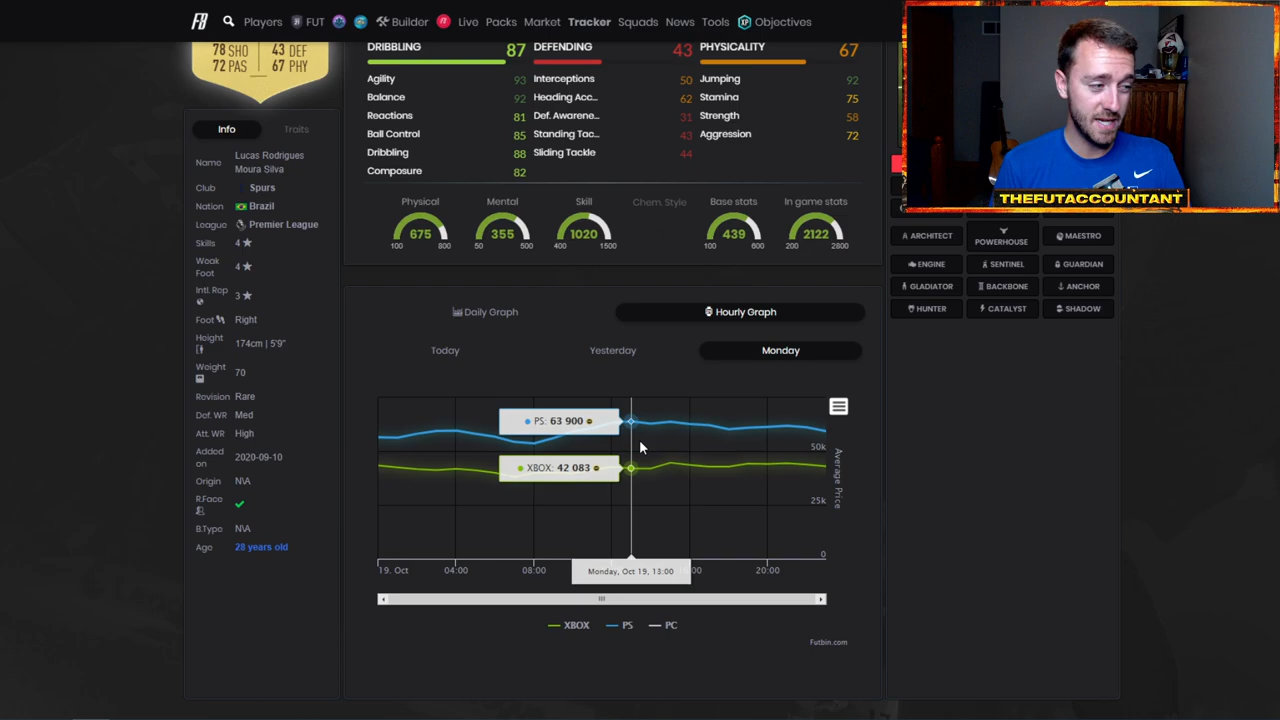 F8 Players FUT Builder Live Packs Market Tracker Squads News Tools XP Objectives
78 SHO 43 DEF
72 PAS 67 PHY
DRIBBLING 87 DEFENDING 43 PHYSICALITY 67
Agility 93 Interceptions 50 Jumping 92
Balance 92 Heading Acc... 62 Stamina 75
Reactions 81 Def. Awarene... 31 Strength 58
Ball Control 85 Standing Tac... 43 Aggression 72
Dribbling 88 Sliding Tackle 44
Composure 82
Physical Mental Skill Chem. Style Base stats In game stats
675 355 1020 439 2122
100 800 50 500 400 1500 100 600 200 2800
Info Traits
Name Lucas Rodrigues
Moura Silva
Club Spurs
Nation Brazil
League Premier League
Skills 4
Weak
Foot 4
Intl. Rep 3
Foot Right
Height 174cm | 5'9"
Weight 70
Revision Rare
Def. WR Med
Att. WR High
Added
on 2020-09-10
Origin N\A
R.Face
B.Type N\A
Age 28 years old
Daily Graph Hourly Graph
Today Yesterday Monday
PS: 63 900
XBOX: 42 083
50k
25k
0
Average Price
19. Oct 04:00 08:00 Monday, Oct 19, 13:00 20:00
XBOX PS PC
Futbin.com
THEFUTACCOUNTANT
ARCHITECT POWERHOUSE MAESTRO
ENGINE SENTINEL GUARDIAN
GLADIATOR BACKBONE ANCHOR
HUNTER CATALYST SHADOW